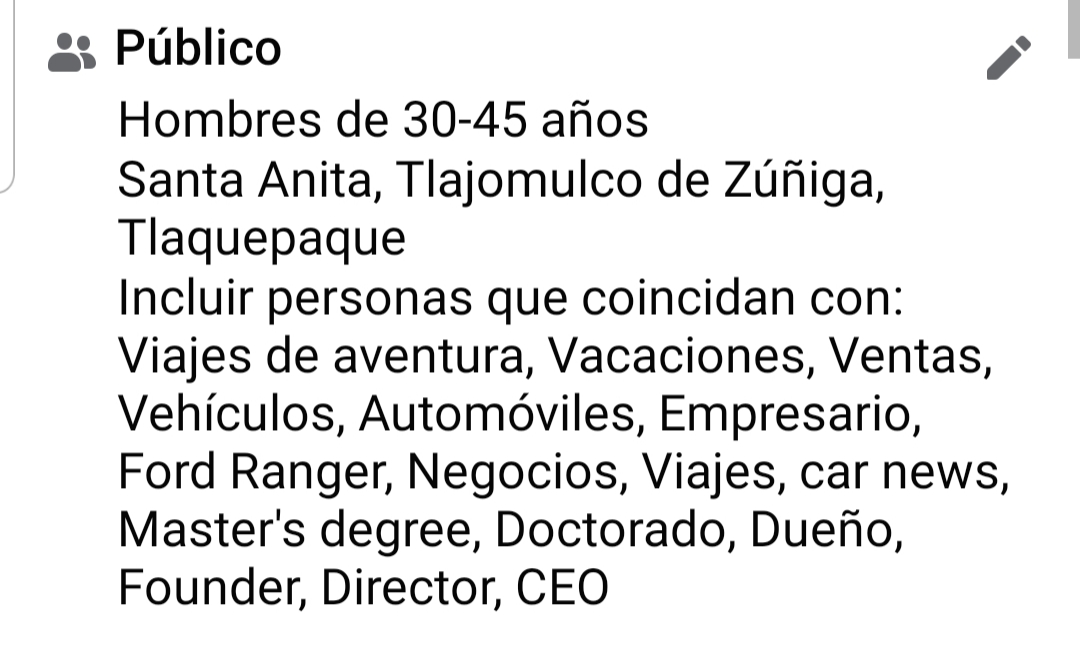 Público
Hombres de 30-45 años
Santa Anita, Tlajomulco de Zúñiga,
Tlaquepaque
Incluir personas que coincidan con:
Viajes de aventura, Vacaciones, Ventas,
Vehículos, Automóviles, Empresario,
Ford Ranger, Negocios, Viajes, car news,
Master's degree, Doctorado, Dueño,
Founder, Director, CEO